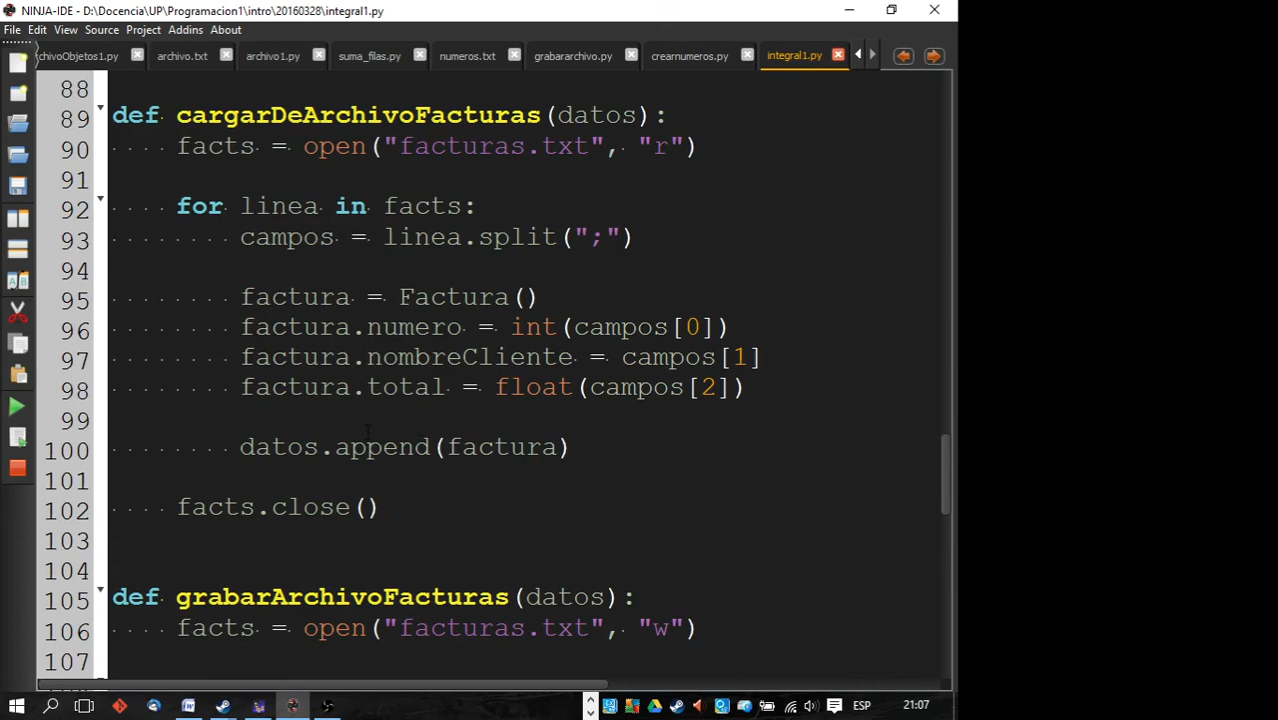 NINJA-IDE - D:\Docencia\UP\Programacion1\intro\20160328\integral1.py
File Edit View Source Project Addins About
chivoObjetos1.py archivo.txt archivo1.py suma_filas.py numeros.txt grabararchivo.py crearnumeros.py integral1.py
88
89 def cargarDeArchivoFacturas(datos):
90 facts = open("facturas.txt", "r")
91
92 for linea in facts:
93 campos = linea.split(";")
94
95 factura = Factura()
96 factura.numero = int(campos[0])
97 factura.nombreCliente = campos[1]
98 factura.total = float(campos[2])
99
100 datos.append(factura)
101
102 facts.close()
103
104
105 def grabarArchivoFacturas(datos):
106 facts = open("facturas.txt", "w")
107
ESP 21:07